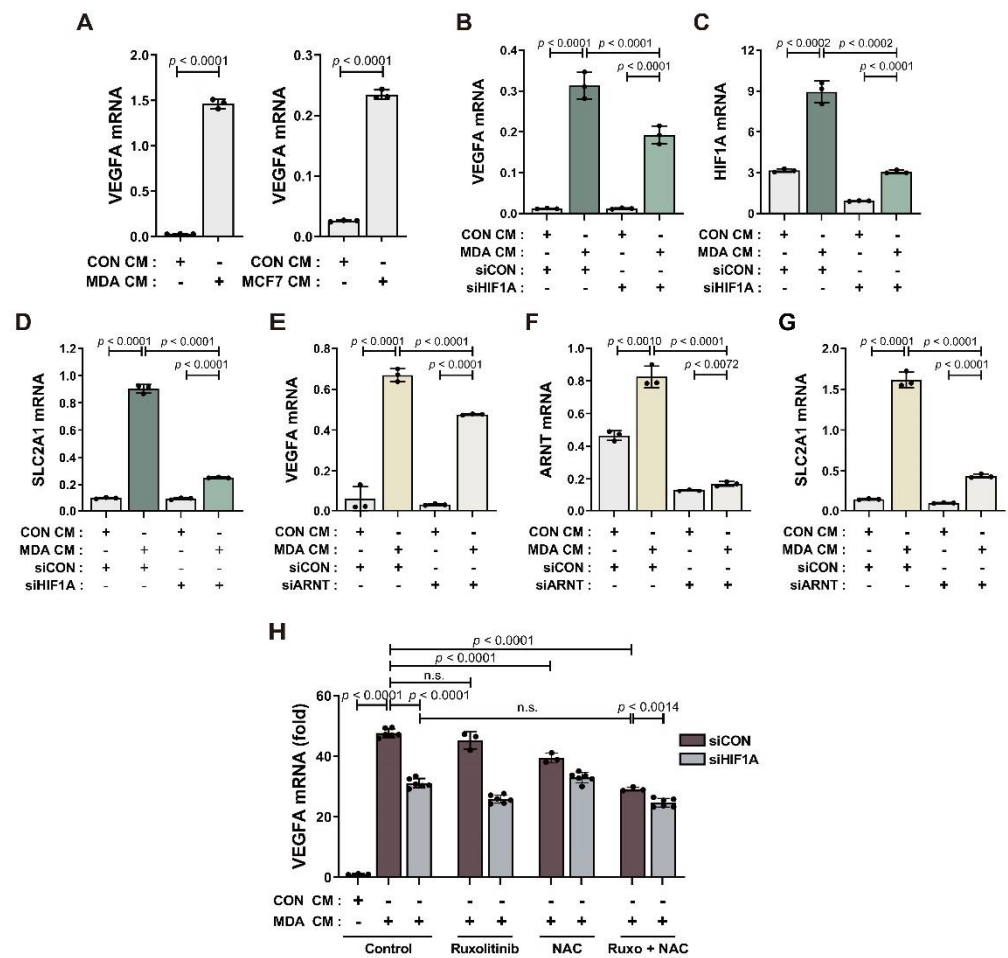 A
VEGFA mRNA
2.0
1.5
1.0
0.5
0.0
p < 0.0001
CON CM : + -
MDA CM : - +
VEGFA mRNA
0.3
0.2
0.1
0.0
p < 0.0001
CON CM : + -
MCF7 CM : - +
B
VEGFA mRNA
0.4
0.3
0.2
0.1
0.0
p < 0.0001
p < 0.0001
p < 0.0001
CON CM : + - + -
MDA CM : - + - +
siCON : + + - -
siHIF1A : - - + +
C
HIF1A mRNA
12
9
6
3
0
p < 0.0002
p < 0.0002
p < 0.0001
CON CM : + - + -
MDA CM : - + - +
siCON : + + - -
siHIF1A : - - + +
D
SLC2A1 mRNA
1.2
1.0
0.8
0.6
0.4
0.2
0.0
p < 0.0001
p < 0.0001
p < 0.0001
CON CM : + - + -
MDA CM : - + - +
siCON : + + - -
siHIF1A : - - + +
E
VEGFA mRNA
0.8
0.6
0.4
0.2
0.0
p < 0.0001
p < 0.0001
p < 0.0001
CON CM : + - + -
MDA CM : - + - +
siCON : + + - -
siARNT : - - + +
F
ARNT mRNA
1.0
0.8
0.6
0.4
0.2
0.0
p < 0.0010
p < 0.0001
p < 0.0072
CON CM : + - + -
MDA CM : - + - +
siCON : + + - -
siARNT : - - + +
G
SLC2A1 mRNA
2.0
1.5
1.0
0.5
0.0
p < 0.0001
p < 0.0001
p < 0.0001
CON CM : + - + -
MDA CM : - + - +
siCON : + + - -
siARNT : - - + +
H
p < 0.0001
p < 0.0001
n.s.
p < 0.0001 p < 0.0001
n.s.
p < 0.0014
VEGFA mRNA (fold)
60
40
20
0
siCON
siHIF1A
CON CM : + - - - - - - - -
MDA CM : - + + + + + + + +
Control Ruxolitinib NAC Ruxo + NAC